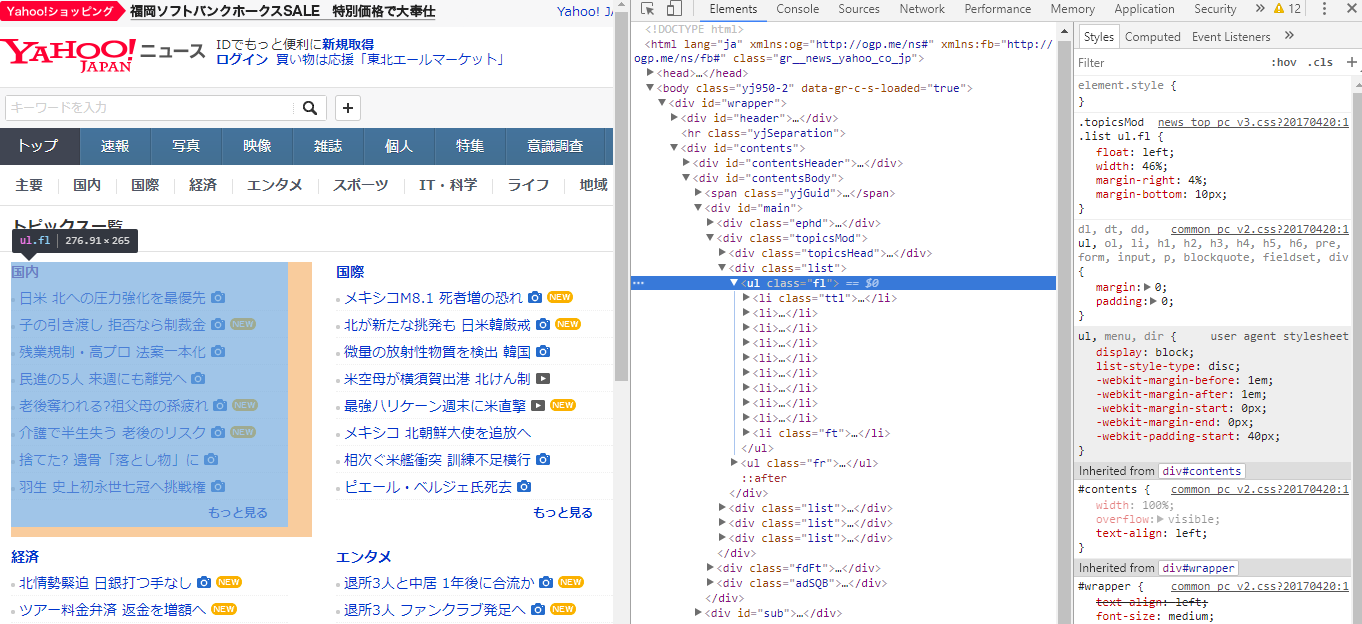 Yahoo!ショッピング 福岡ソフトバンクホークスSALE 特別価格で大奉仕 Yahoo! JA
YAHOO! JAPAN ニュース
IDでもっと便利に新規取得
ログイン 買い物は応援「東北エールマーケット」
キーワードを入力 +
トップ 速報 写真 映像 雑誌 個人 特集 意識調査
主要 国内 国際 経済 エンタメ スポーツ IT・科学 ライフ 地域
トピックス一覧
ul.fl 276.91×265
国内
日米 北への圧力強化を最優先
子の引き渡し 拒否なら制裁金 NEW
残業規制・高プロ 法案一本化
民進の5人 来週にも離党へ
老後奪われる?祖父母の孫疲れ NEW
介護で半生失う 老後のリスク NEW
捨てた? 遺骨「落とし物」に
羽生 史上初永世七冠へ挑戦権
もっと見る
国際
メキシコM8.1 死者増の恐れ NEW
北が新たな挑発も 日米韓厳戒 NEW
微量の放射性物質を検出 韓国
米空母が横須賀出港 北けん制
最強ハリケーン週末に米直撃 NEW
メキシコ 北朝鮮大使を追放へ
相次ぐ米艦衝突 訓練不足横行
ピエール・ベルジェ氏死去
もっと見る
経済
北情勢緊迫 日銀打つ手なし NEW
ツアー料金弁済 返金を増額へ NEW
エンタメ
退所3人と中居 1年後に合流か NEW
退所3人 ファンクラブ発足へ NEW
Elements Console Sources Network Performance Memory Application Security » 12
<!DOCTYPE html>
<html lang="ja" xmlns:og="http://ogp.me/ns#" xmlns:fb="http://
ogp.me/ns/fb#" class="gr__news_yahoo_co_jp">
<head>…</head>
<body class="yj950-2" data-gr-c-s-loaded="true">
<div id="wrapper">
<div id="header">…</div>
<hr class="yjSeparation">
<div id="contents">
<div id="contentsHeader">…</div>
<div id="contentsBody">
<span class="yjGuid">…</span>
<div id="main">
<div class="ephd">…</div>
<div class="topicsMod">
<div class="topicsHead">…</div>
<div class="list">
… <ul class="fl"> == $0
<li class="ttl">…</li>
<li>…</li>
<li>…</li>
<li>…</li>
<li>…</li>
<li>…</li>
<li>…</li>
<li>…</li>
<li>…</li>
<li class="ft">…</li>
</ul>
<ul class="fr">…</ul>
::after
</div>
<div class="list">…</div>
<div class="list">…</div>
<div class="list">…</div>
</div>
<div class="fdFt">…</div>
<div class="adSQB">…</div>
</div>
<div id="sub">…</div>
Styles Computed Event Listeners »
Filter :hov .cls +
element.style {
}
.topicsMod news_top_pc_v3.css?20170420:1
.list ul.fl {
float: left;
width: 46%;
margin-right: 4%;
margin-bottom: 10px;
}
dl, dt, dd, common_pc_v2.css?20170420:1
ul, ol, li, h1, h2, h3, h4, h5, h6, pre,
form, input, p, blockquote, fieldset, div
{
margin: 0;
padding: 0;
}
ul, menu, dir { user agent stylesheet
display: block;
list-style-type: disc;
-webkit-margin-before: 1em;
-webkit-margin-after: 1em;
-webkit-margin-start: 0px;
-webkit-margin-end: 0px;
-webkit-padding-start: 40px;
}
Inherited from div#contents
#contents { common_pc_v2.css?20170420:1
width: 100%;
overflow: visible;
text-align: left;
}
Inherited from div#wrapper
#wrapper { common_pc_v2.css?20170420:1
text-align: left;
font-size: medium;